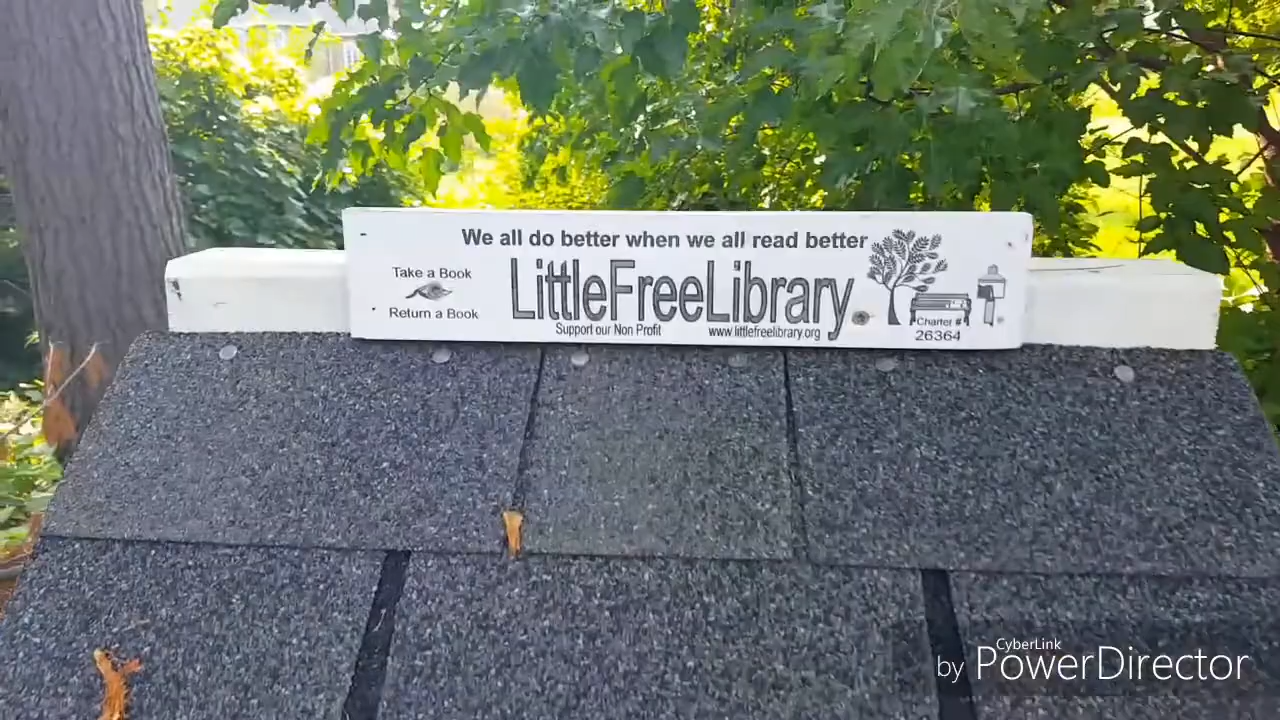 We all do better when we all read better
Take a Book
Return a Book
LittleFreeLibrary
Support our Non Profit www.littlefreelibrary.org
Charter #
26364
CyberLink
by PowerDirector